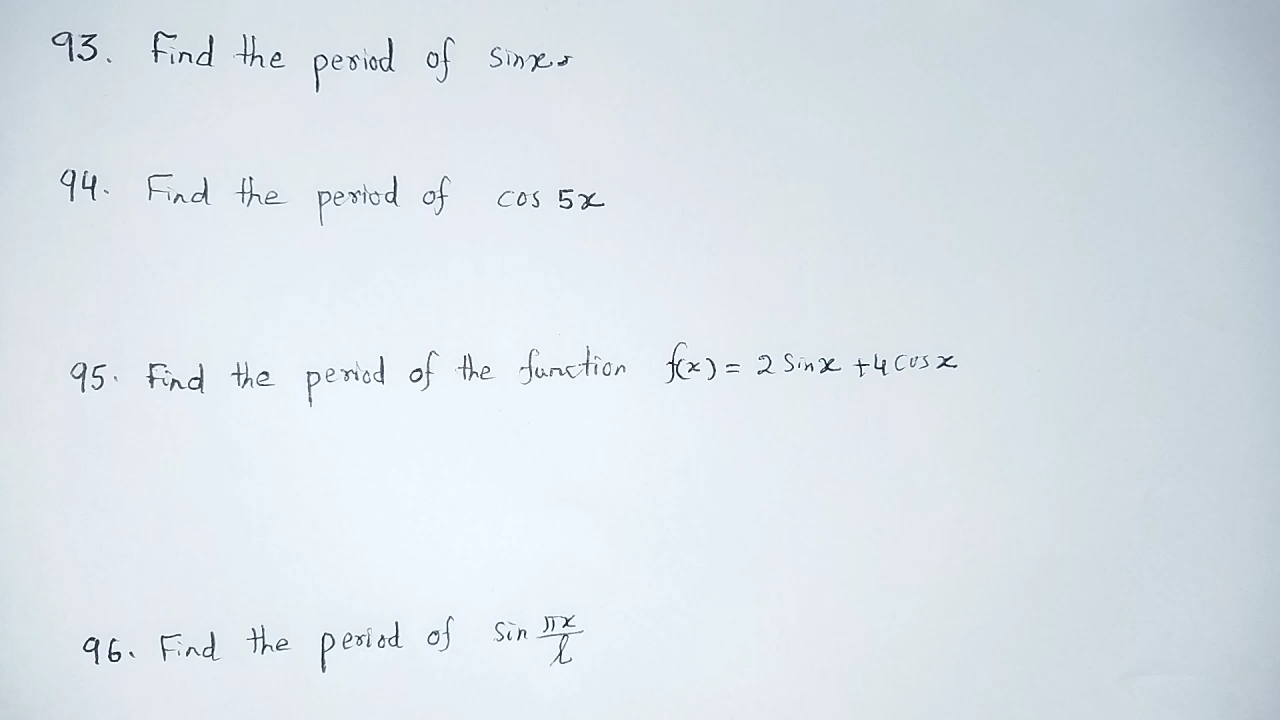 93. Find the period of sinx.
94. Find the period of cos 5x
95. Find the period of the function f(x) = 2 sinx + 4 cosx
96. Find the period of sin πx/l